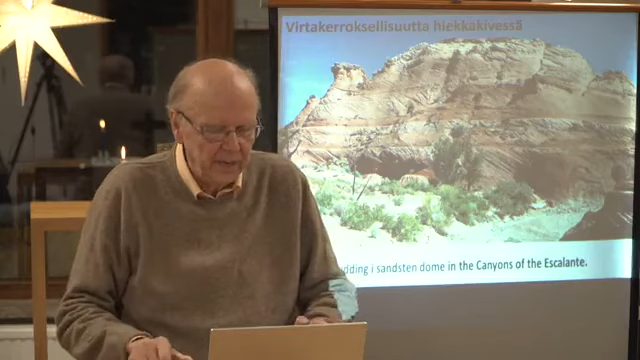 Virtakerroksellisuutta hiekkakivessä
dding i sandsten dome in the Canyons of the Escalante.